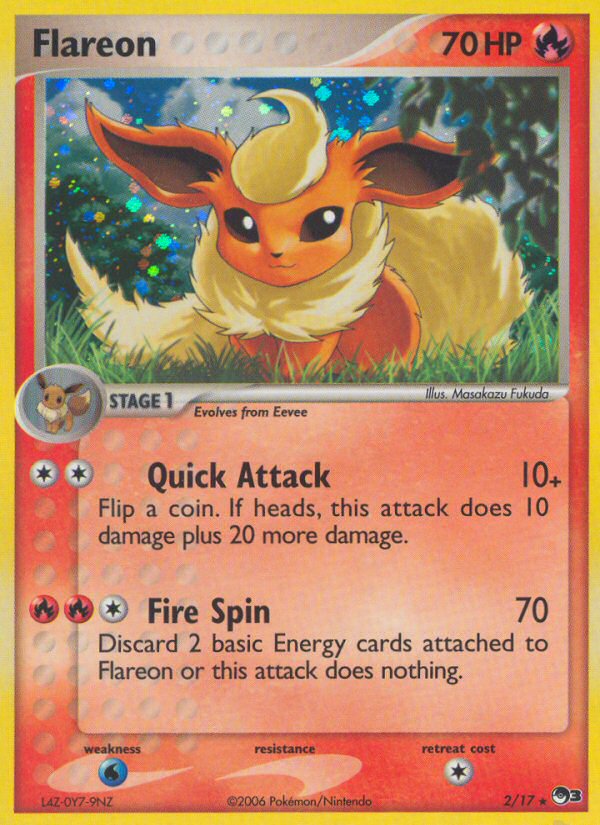 Flareon
70 HP
Illus. Masakazu Fukuda
STAGE 1
Evolves from Eevee
Quick Attack 10+
Flip a coin. If heads, this attack does 10
damage plus 20 more damage.
Fire Spin 70
Discard 2 basic Energy cards attached to
Flareon or this attack does nothing.
weakness resistance retreat cost
L4Z-0Y7-9NZ ©2006 Pokémon/Nintendo 2/17 ★ 3